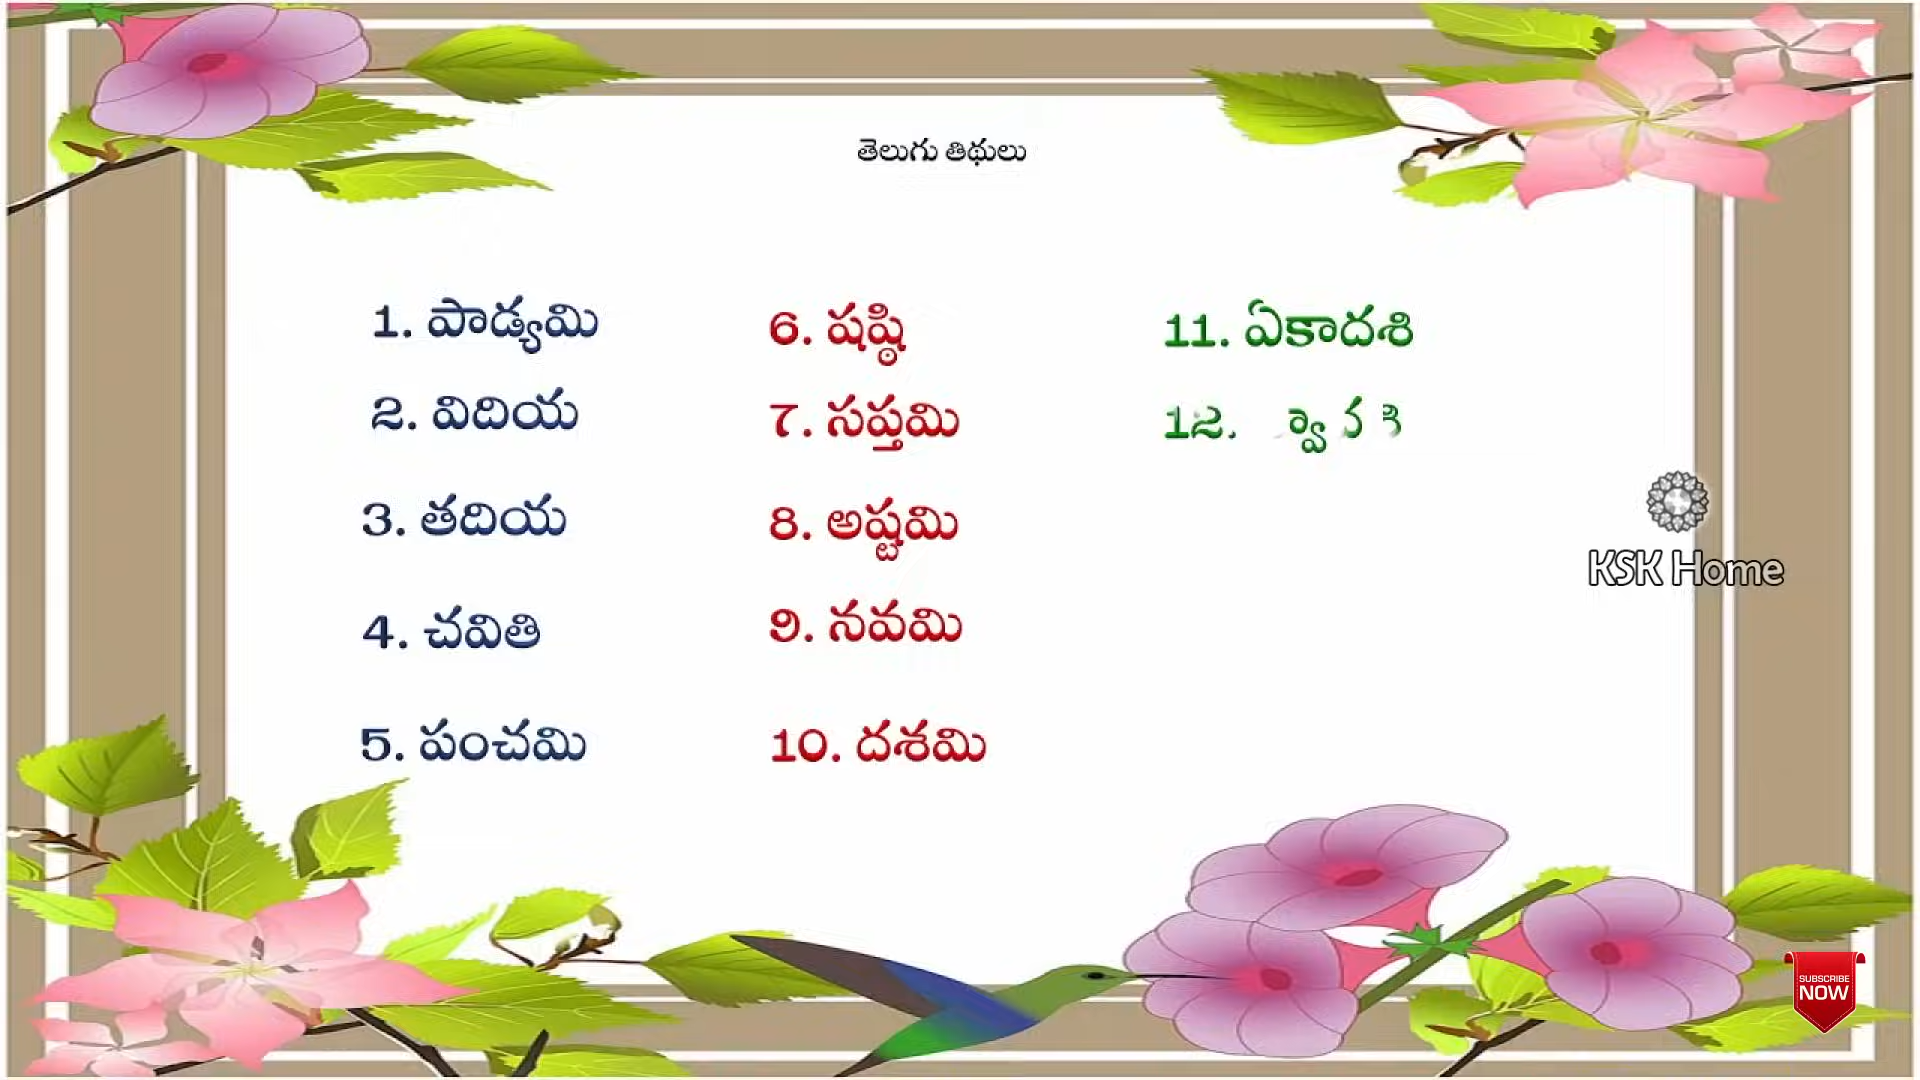 తెలుగు తిథులు
1. పాడ్యమి
2. విదియ
3. తదియ
4. చవితి
5. పంచమి
6. షష్ఠి
7. సప్తమి
8. అష్టమి
9. నవమి
10. దశమి
11. ఏకాదశి
12.
KSK Home
SUBSCRIBE
NOW